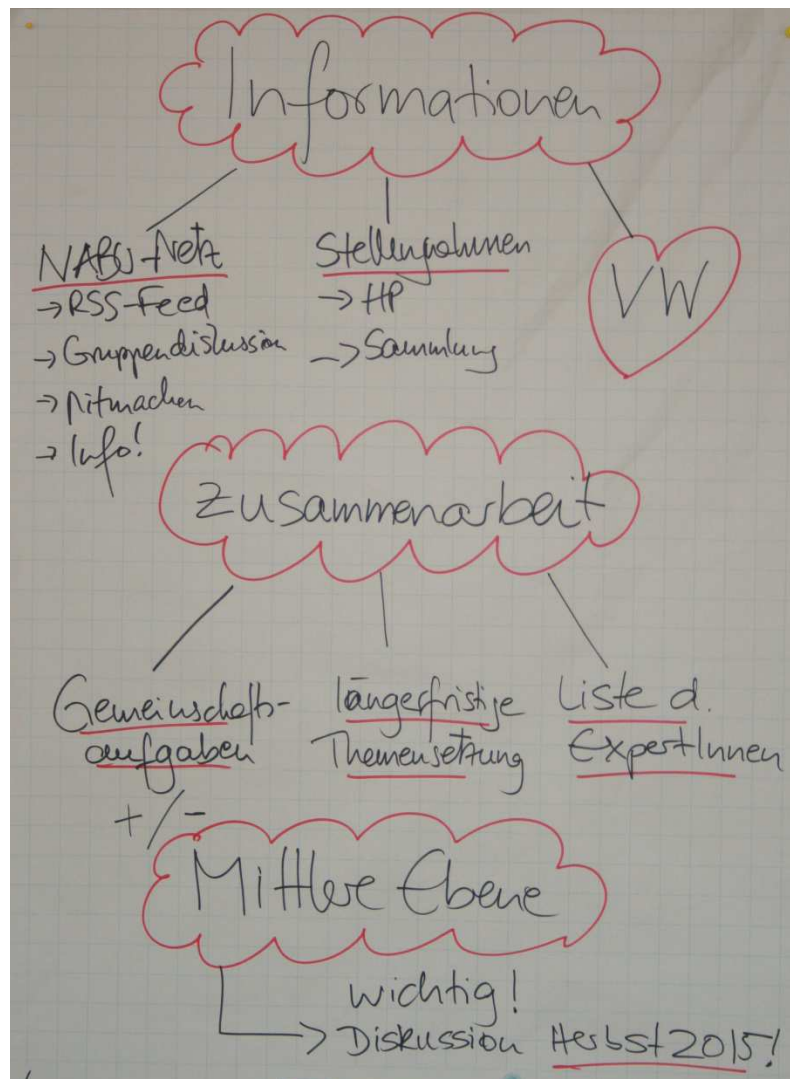 Informationen
NABU-Netz
→ RSS-Feed
→ Gruppendiskussion
→ Mitmachen
→ Info!
Stellungnahmen
→ HP
→ Sammlung
VW
Zusammenarbeit
Gemeinschafts-
aufgaben
+/-
längerfristige
Themensetzung
Liste d.
ExpertInnen
Mittlere Ebene
wichtig!
→ Diskussion Herbst 2015!